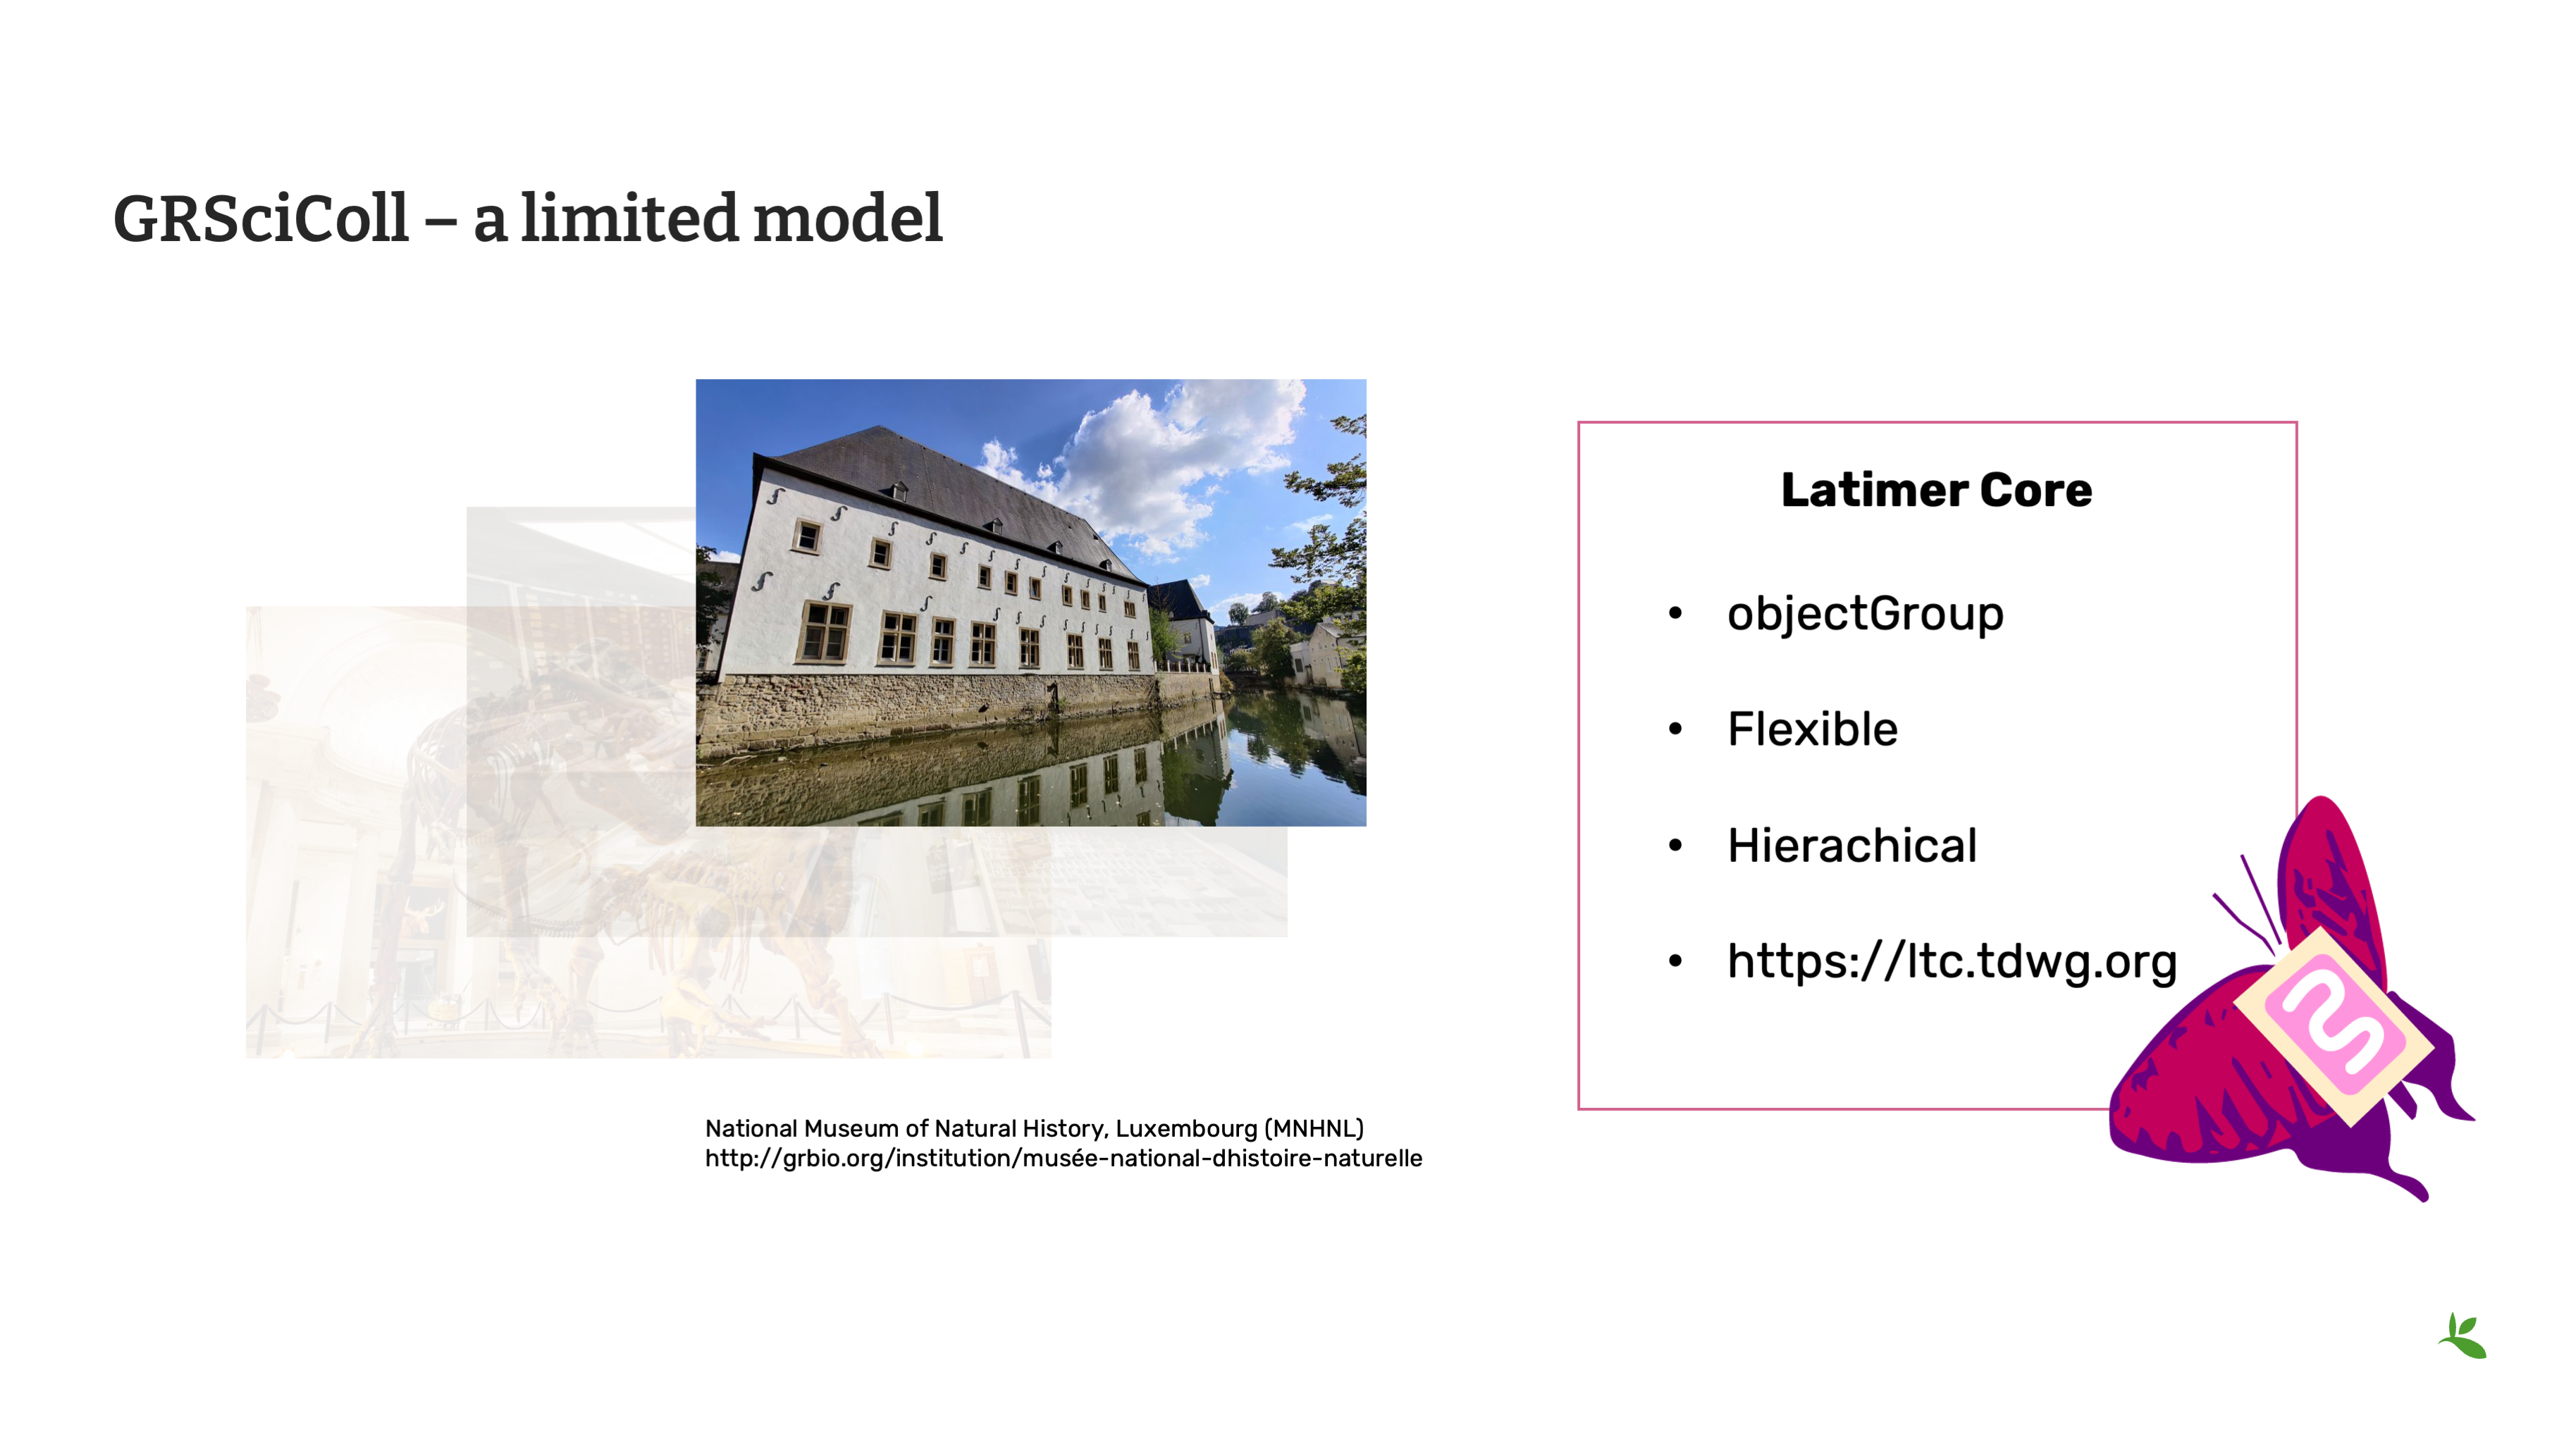 GRSciColl – a limited model
Latimer Core
• objectGroup
• Flexible
• Hierachical
• https://ltc.tdwg.org
National Museum of Natural History, Luxembourg (MNHNL)
http://grbio.org/institution/musée-national-dhistoire-naturelle